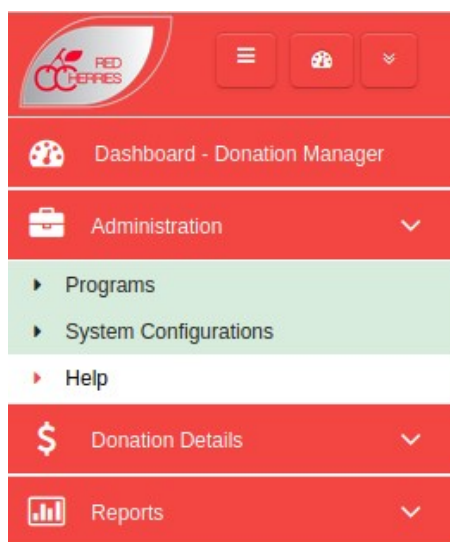 RED
CHERRIES
Dashboard - Donation Manager
Administration
Programs
System Configurations
Help
Donation Details
Reports